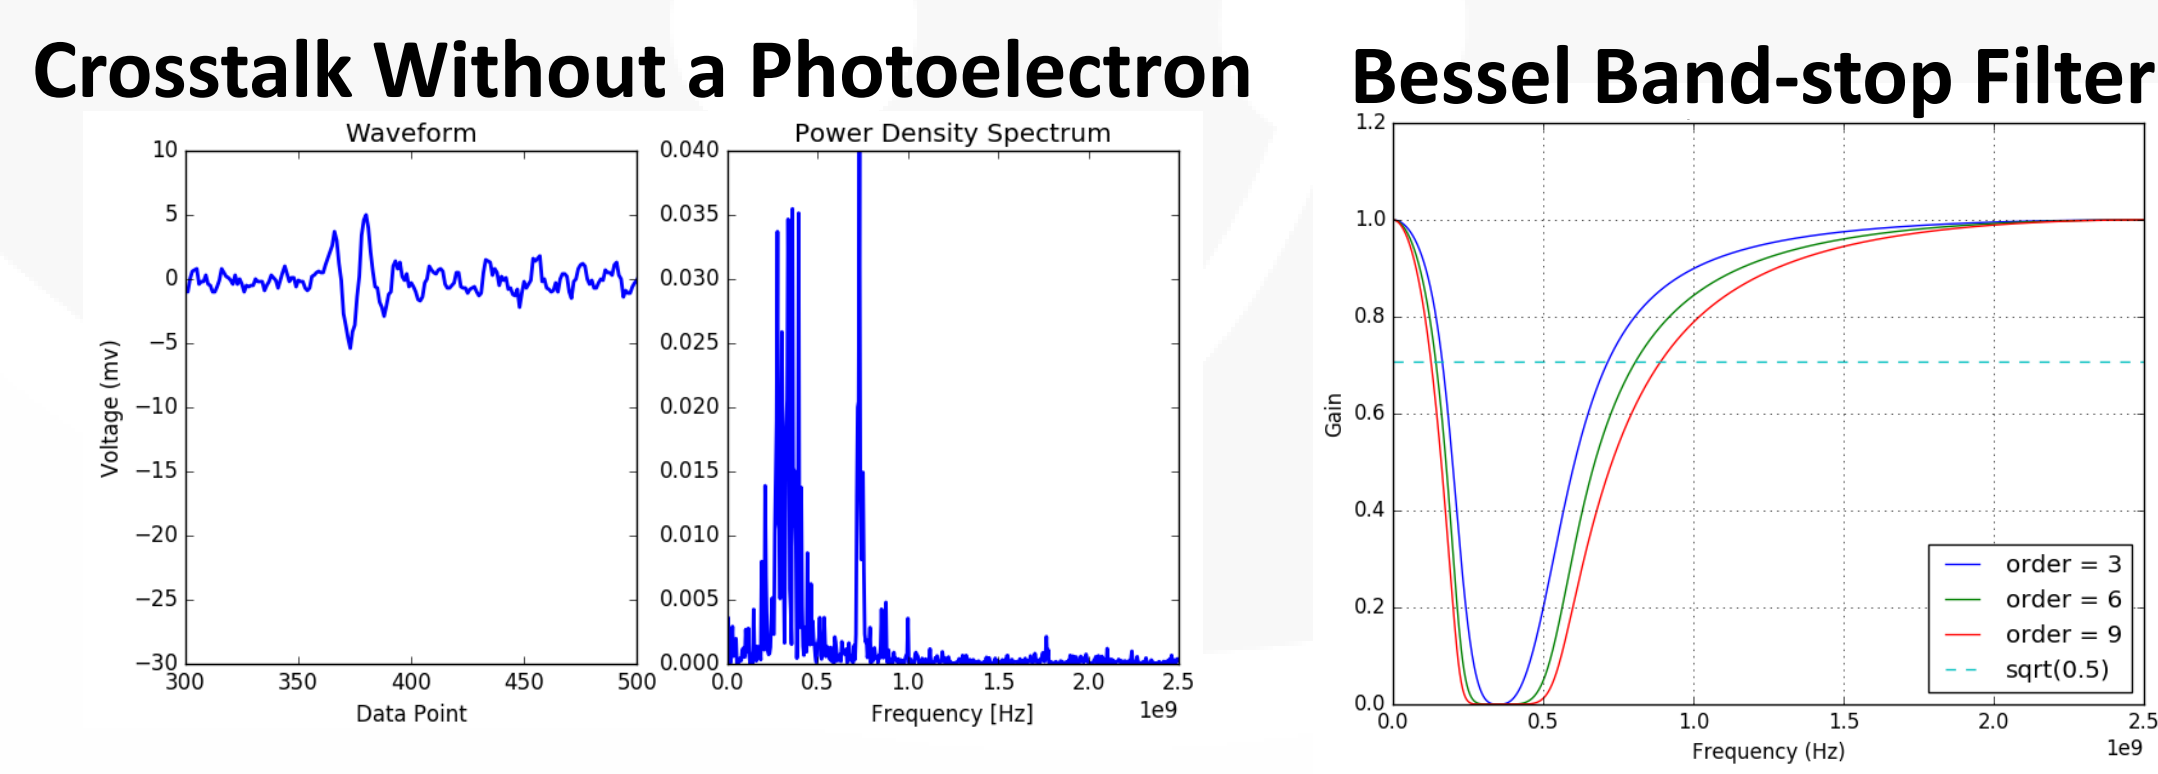 Crosstalk Without a Photoelectron
Bessel Band-stop Filter
Waveform
10
5
0
−5
−10
−15
−20
−25
−30
Voltage (mv)
300 350 400 450 500
Data Point
Power Density Spectrum
0.040
0.035
0.030
0.025
0.020
0.015
0.010
0.005
0.000
0.0 0.5 1.0 1.5 2.0 2.5
Frequency [Hz]
1e9
1.2
1.0
0.8
0.6
0.4
0.2
0.0
Gain
order = 3
order = 6
order = 9
sqrt(0.5)
0.0 0.5 1.0 1.5 2.0 2.5
Frequency (Hz)
1e9